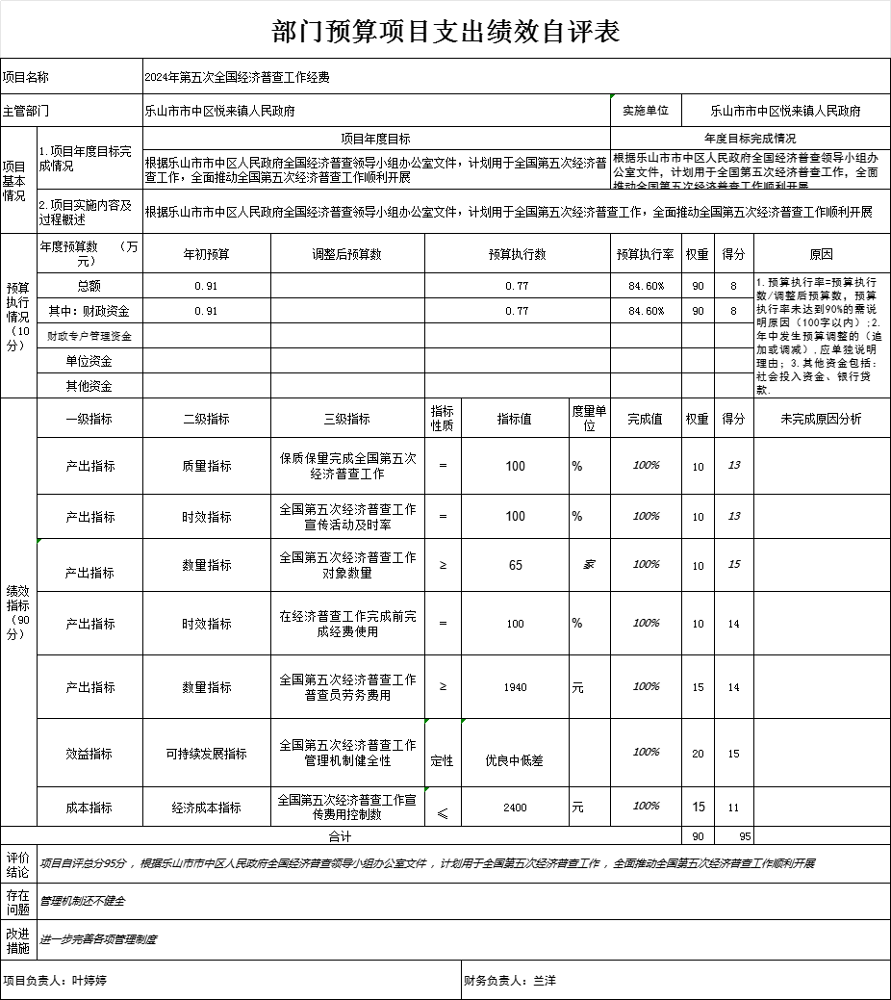 部门预算项目支出绩效自评表
项目名称 2024年第五次全国经济普查工作经费
主管部门 乐山市市中区悦来镇人民政府 实施单位 乐山市市中区悦来镇人民政府
项目基本情况
1.项目年度目标完成情况
项目年度目标 年度目标完成情况
根据乐山市市中区人民政府全国经济普查领导小组办公室文件，计划用于全国第五次经济普查工作，全面推动全国第五次经济普查工作顺利开展
根据乐山市市中区人民政府全国经济普查领导小组办公室文件，计划用于全国第五次经济普查工作，全面推动全国第五次经济普查工作顺利开展
2.项目实施内容及过程概述
根据乐山市市中区人民政府全国经济普查领导小组办公室文件，计划用于全国第五次经济普查工作，全面推动全国第五次经济普查工作顺利开展
预算执行情况（10分）
年度预算数 （万元） 年初预算 调整后预算数 预算执行数 预算执行率 权重 得分 原因
总额 0.91 0.77 84.60% 90 8
其中：财政资金 0.91 0.77 84.60% 90 8
财政专户管理资金
单位资金
其他资金
1.预算执行率=预算执行数/调整后预算数，预算执行率未达到90%的需说明原因（100字以内）;2.年中发生预算调整的（追加或调减），应单独说明理由；3.其他资金包括：社会投入资金、银行贷款.
绩效指标（90分）
一级指标 二级指标 三级指标 指标性质 指标值 度量单位 完成值 权重 得分 未完成原因分析
产出指标 质量指标 保质保量完成全国第五次经济普查工作 = 100 % 100% 10 13
产出指标 时效指标 全国第五次经济普查工作宣传活动及时率 = 100 % 100% 10 13
产出指标 数量指标 全国第五次经济普查工作对象数量 ≥ 65 家 100% 10 15
产出指标 时效指标 在经济普查工作完成前完成经费使用 = 100 % 100% 10 14
产出指标 数量指标 全国第五次经济普查工作普查员劳务费用 ≥ 1940 元 100% 15 14
效益指标 可持续发展指标 全国第五次经济普查工作管理机制健全性 定性 优良中低差 100% 20 15
成本指标 经济成本指标 全国第五次经济普查工作宣传费用控制数 ≤ 2400 元 100% 15 11
合计 90 95
评价结论 项目自评总分95分，根据乐山市市中区人民政府全国经济普查领导小组办公室文件，计划用于全国第五次经济普查工作，全面推动全国第五次经济普查工作顺利开展
存在问题 管理机制还不健全
改进措施 进一步完善各项管理制度
项目负责人：叶婷婷 财务负责人：兰洋